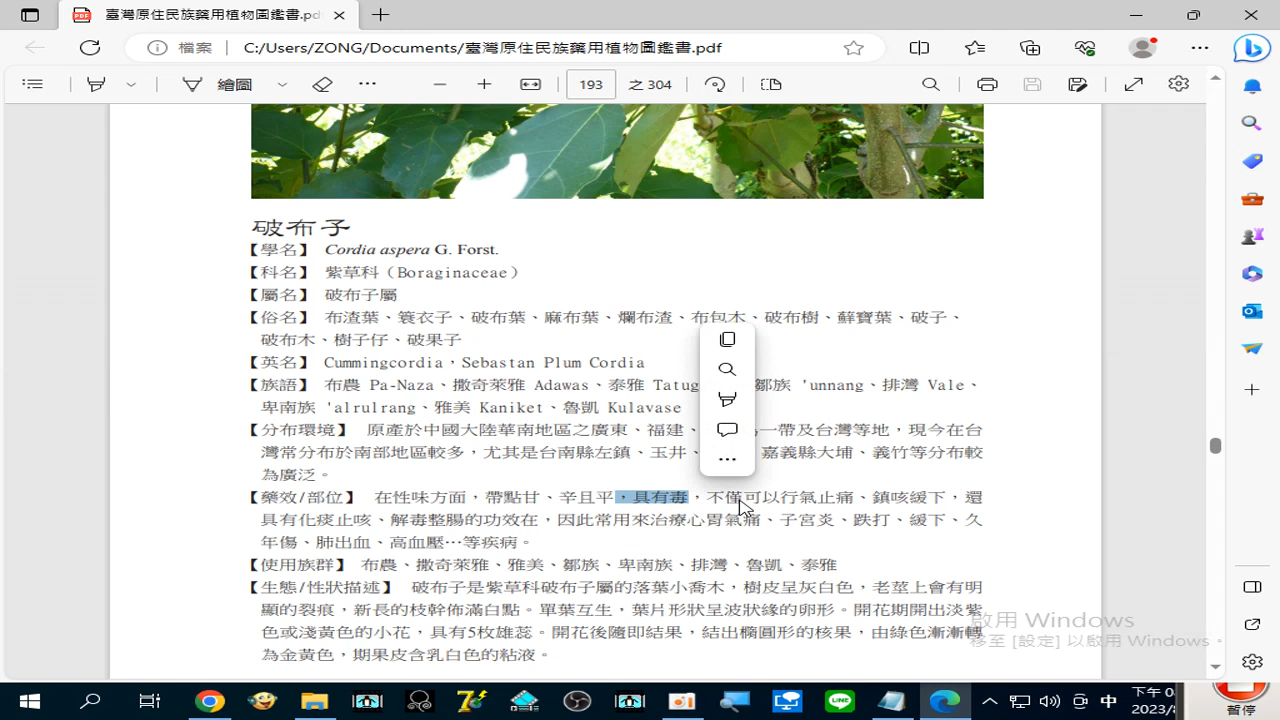 臺灣原住民族藥用植物圖鑑書.pd
檔案 C:/Users/ZONG/Documents/臺灣原住民族藥用植物圖鑑書.pdf
繪圖 193 之 304
破布子
【學名】 Cordia aspera G. Forst.
【科名】 紫草科（Boraginaceae）
【屬名】 破布子屬
【俗名】 布渣葉、簑衣子、破布葉、麻布葉、爛布渣、布包木、破布樹、蘚寶葉、破子、
破布木、樹子仔、破果子
【英名】 Cummingcordia，Sebastan Plum Cordia
【族語】 布農 Pa-Naza、撒奇萊雅 Adawas、泰雅 Tatug 鄒族 'unnang、排灣 Vale、
卑南族 'alrulrang、雅美 Kaniket、魯凱 Kulavase
【分布環境】 原產於中國大陸華南地區之廣東、福建、 一帶及台灣等地，現今在台
灣常分布於南部地區較多，尤其是台南縣左鎮、玉井、 嘉義縣大埔、義竹等分布較
為廣泛。
【藥效/部位】 在性味方面，帶點甘、辛且平，具有毒，不僅可以行氣止痛、鎮咳緩下，還
具有化痰止咳、解毒整腸的功效在，因此常用來治療心胃氣痛、子宮炎、跌打、緩下、久
年傷、肺出血、高血壓…等疾病。
【使用族群】 布農、撒奇萊雅、雅美、鄒族、卑南族、排灣、魯凱、泰雅
【生態/性狀描述】 破布子是紫草科破布子屬的落葉小喬木，樹皮呈灰白色，老莖上會有明
顯的裂痕，新長的枝幹佈滿白點。單葉互生，葉片形狀呈波狀緣的卵形。開花期開出淡紫
色或淺黃色的小花，具有5枚雄蕊。開花後隨即結果，結出橢圓形的核果，由綠色漸漸轉
為金黃色，期果皮含乳白色的粘液。
啟用 Windows
移至 [設定] 以啟用 Windows。
中
下午 0
2023/8
暫停